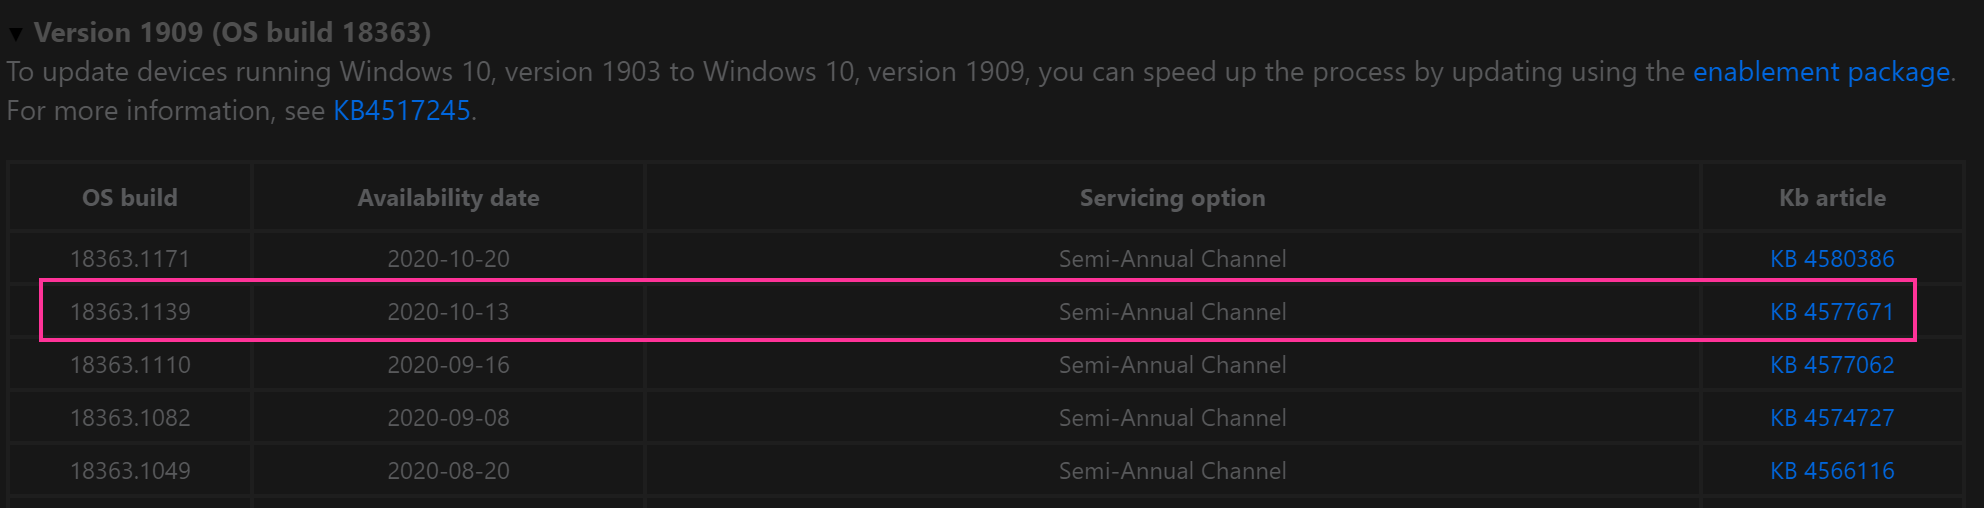 ▼ Version 1909 (OS build 18363)
To update devices running Windows 10, version 1903 to Windows 10, version 1909, you can speed up the process by updating using the enablement package.
For more information, see KB4517245.
OS build Availability date Servicing option Kb article
18363.1171 2020-10-20 Semi-Annual Channel KB 4580386
18363.1139 2020-10-13 Semi-Annual Channel KB 4577671
18363.1110 2020-09-16 Semi-Annual Channel KB 4577062
18363.1082 2020-09-08 Semi-Annual Channel KB 4574727
18363.1049 2020-08-20 Semi-Annual Channel KB 4566116